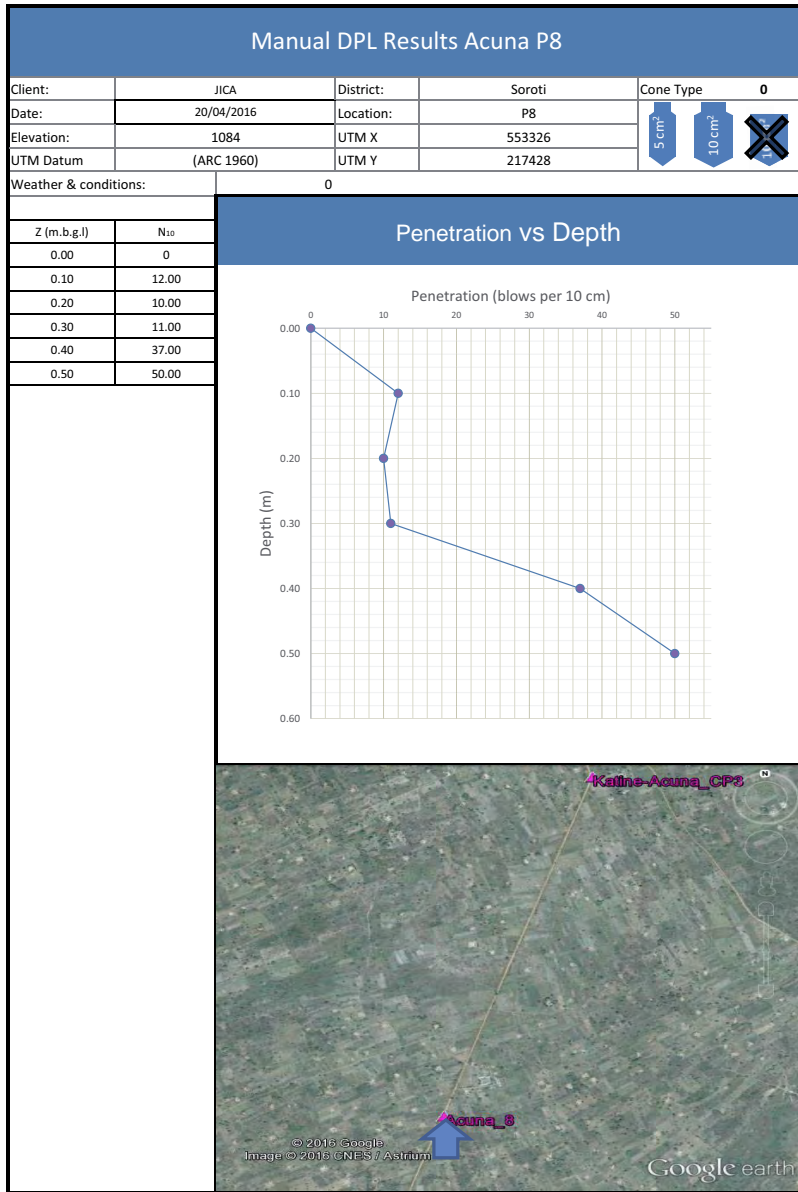 Manual DPL Results Acuna P8
Client: JICA District: Soroti Cone Type 0
Date: 20/04/2016 Location: P8
Elevation: 1084 UTM X 553326
UTM Datum (ARC 1960) UTM Y 217428
5 cm²
10 cm²
Weather & conditions: 0
Z (m.b.g.l) N10
0.00 0
0.10 12.00
0.20 10.00
0.30 11.00
0.40 37.00
0.50 50.00
Penetration vs Depth
Penetration (blows per 10 cm)
0 10 20 30 40 50
0.00
0.10
0.20
0.30
0.40
0.50
0.60
Depth (m)
Katine-Acuna_CP3
N
Acuna_8
© 2016 Google
Image © 2016 CNES / Astrium
Google earth